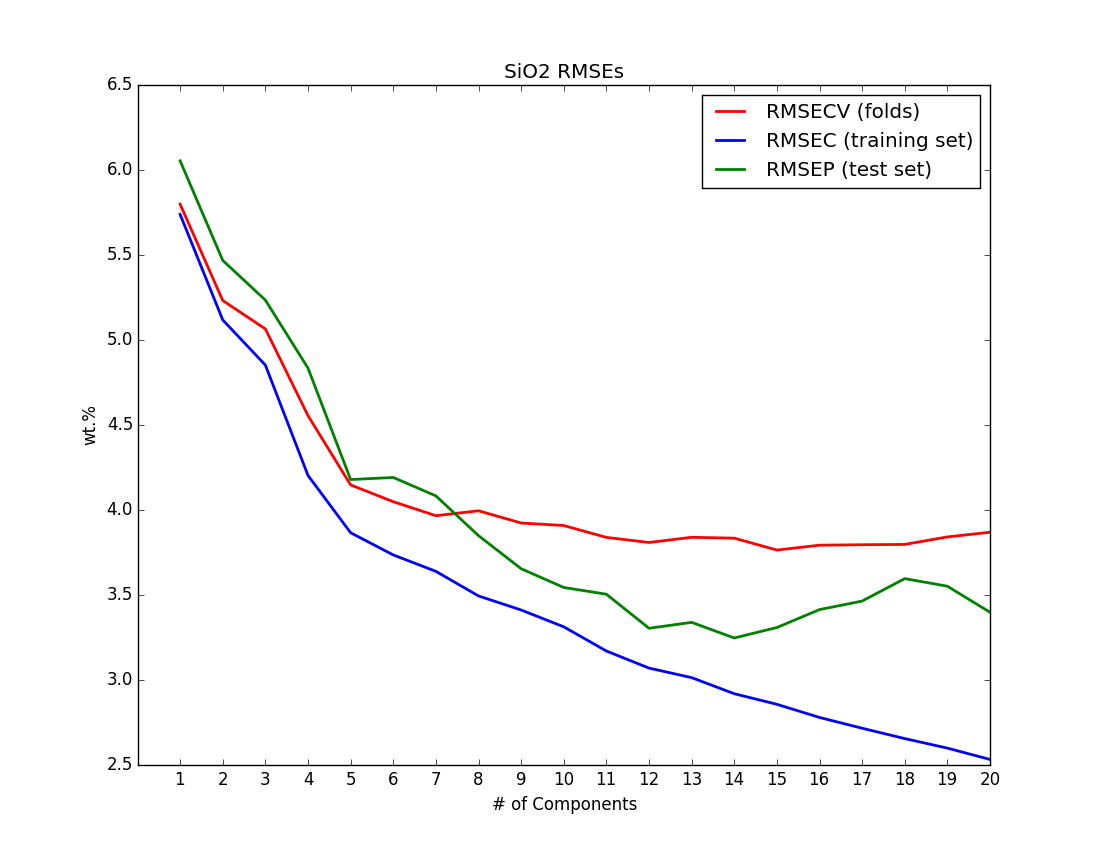 SiO2 RMSEs
6.5
6.0
5.5
5.0
4.5
4.0
3.5
3.0
2.5
wt.%
RMSECV (folds)
RMSEC (training set)
RMSEP (test set)
1 2 3 4 5 6 7 8 9 10 11 12 13 14 15 16 17 18 19 20
# of Components